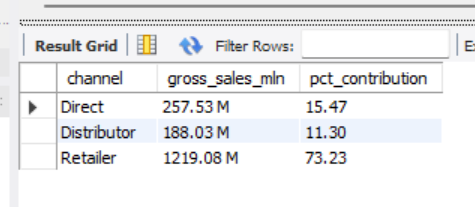 Result Grid Filter Rows:
channel gross_sales_mln pct_contribution
Direct 257.53 M 15.47
Distributor 188.03 M 11.30
Retailer 1219.08 M 73.23